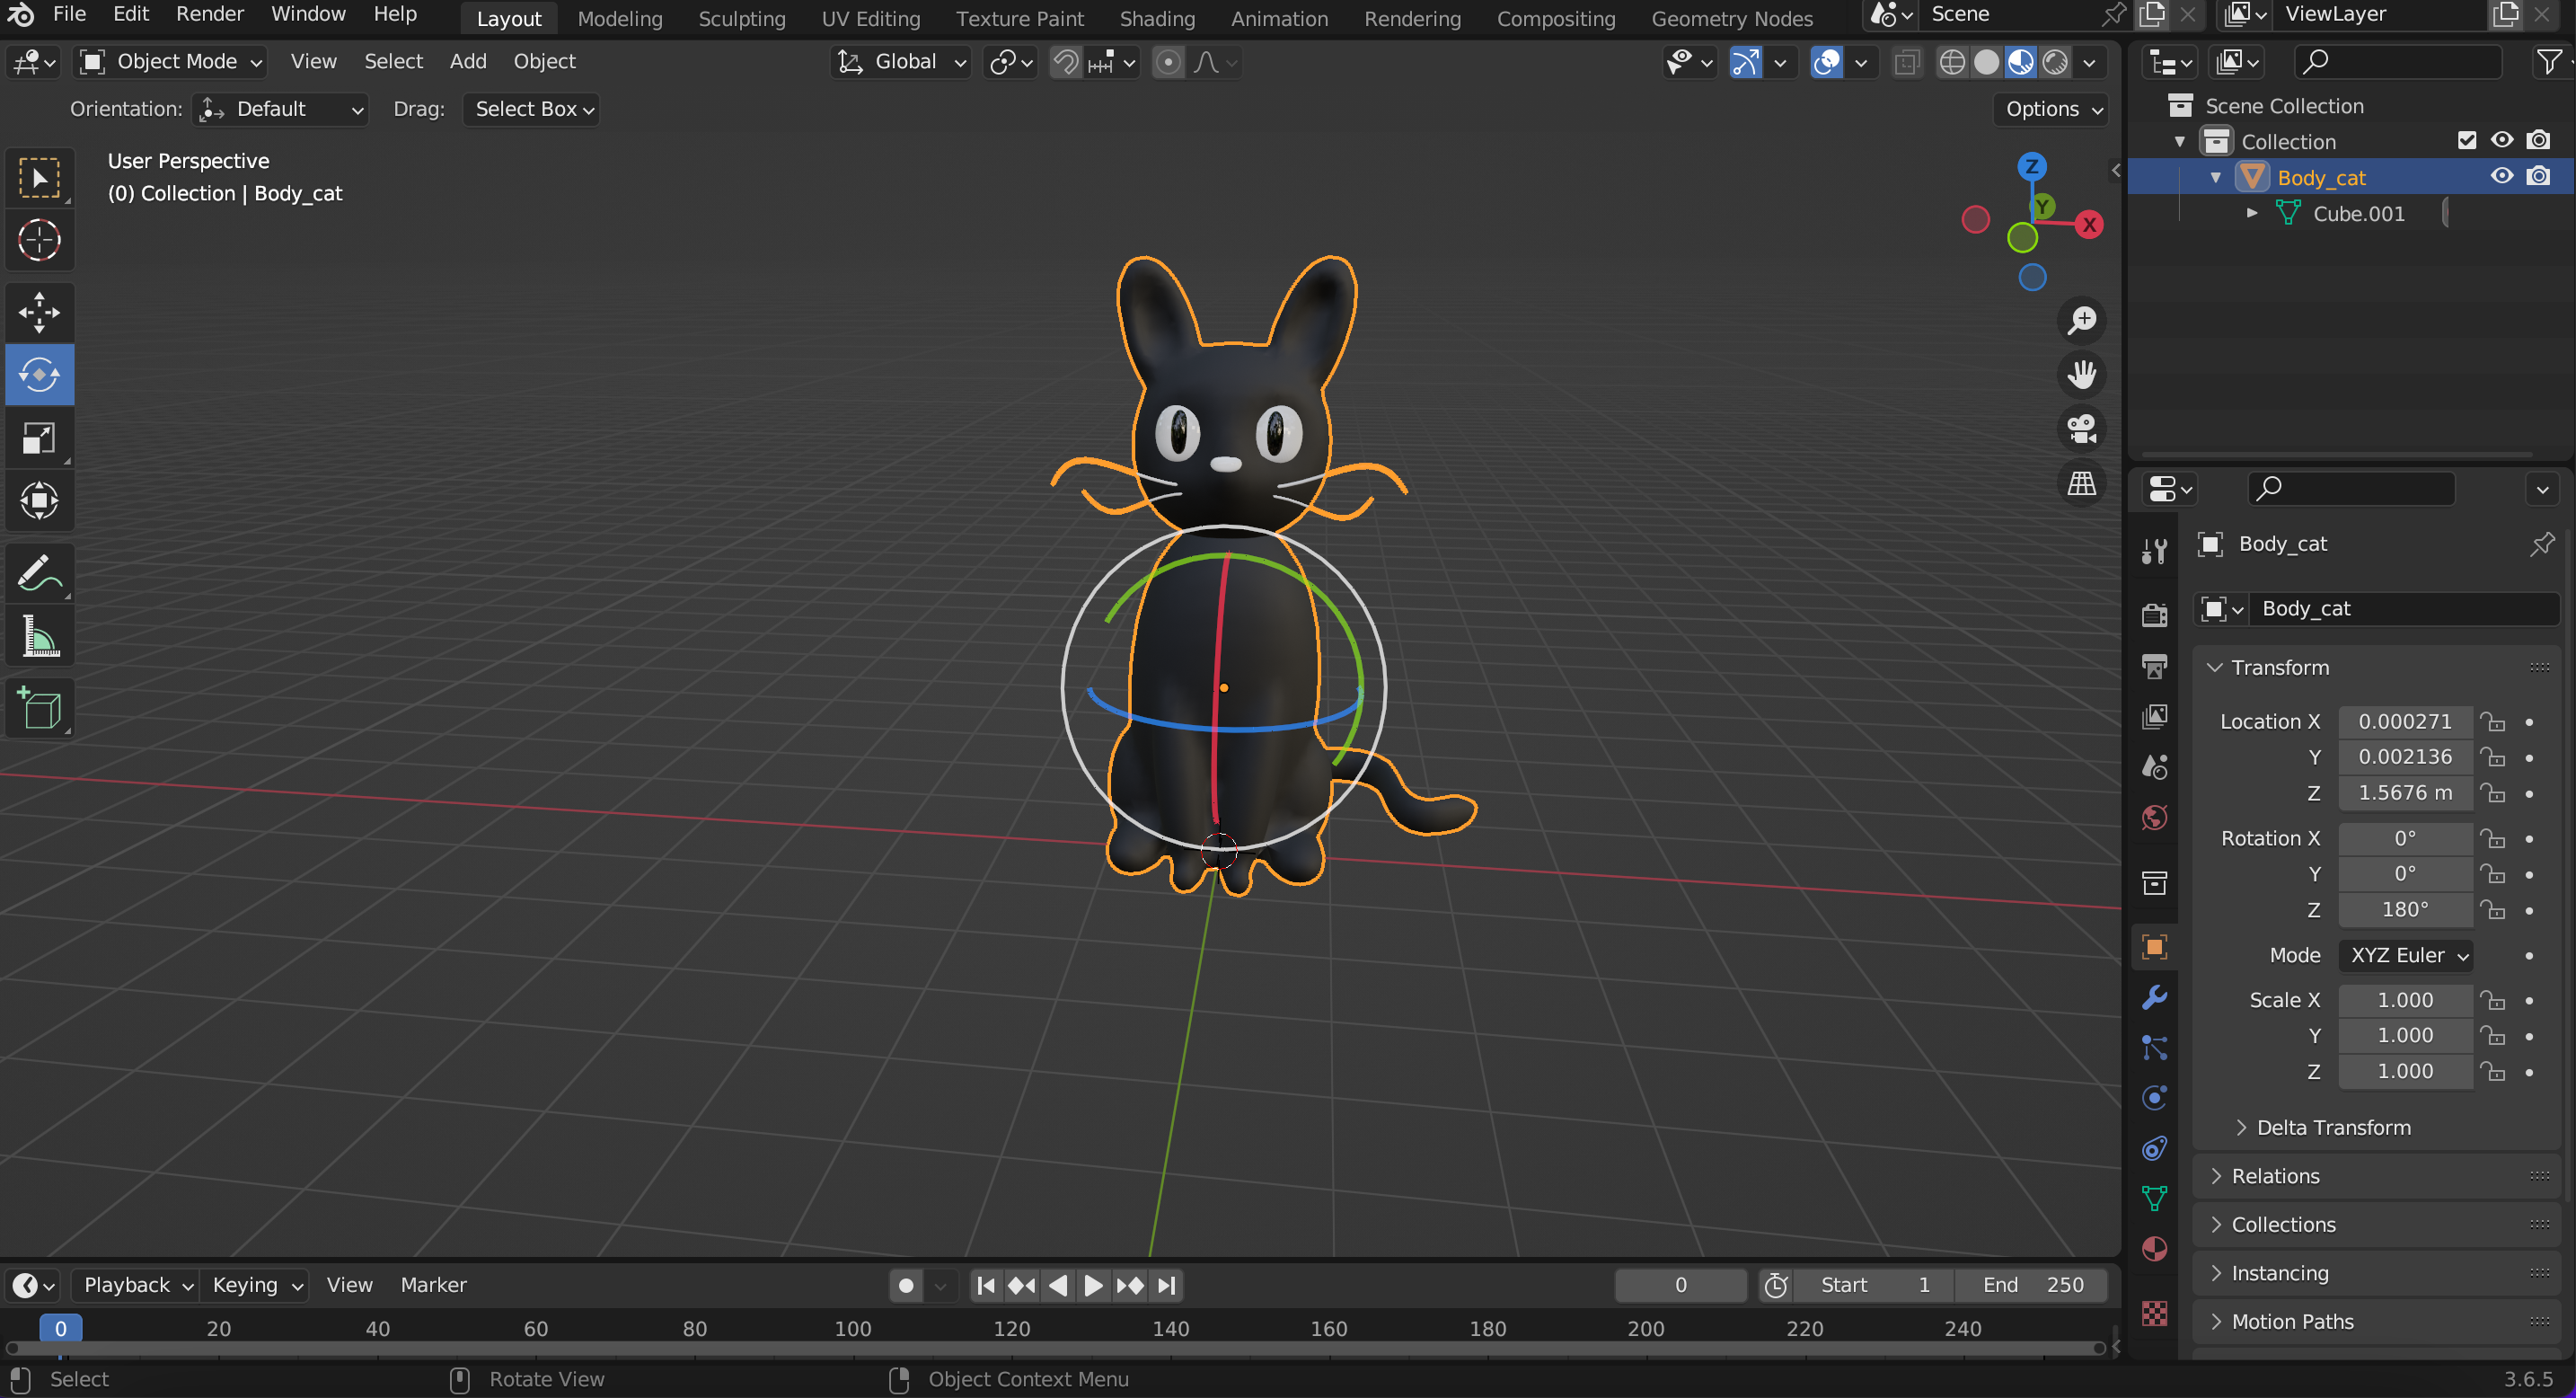 File Edit Render Window Help Layout Modeling Sculpting UV Editing Texture Paint Shading Animation Rendering Compositing Geometry Nodes Scene ViewLayer
Object Mode View Select Add Object Global
Orientation: Default Drag: Select Box Options
User Perspective
(0) Collection | Body_cat
Z
Y
X
Scene Collection
Collection
Body_cat
Cube.001
Body_cat
Body_cat
Transform
Location X 0.000271
Y 0.002136
Z 1.5676 m
Rotation X 0°
Y 0°
Z 180°
Mode XYZ Euler
Scale X 1.000
Y 1.000
Z 1.000
Delta Transform
Relations
Collections
Instancing
Motion Paths
Playback Keying View Marker 0 Start 1 End 250
0 20 40 60 80 100 120 140 160 180 200 220 240
Select Rotate View Object Context Menu 3.6.5